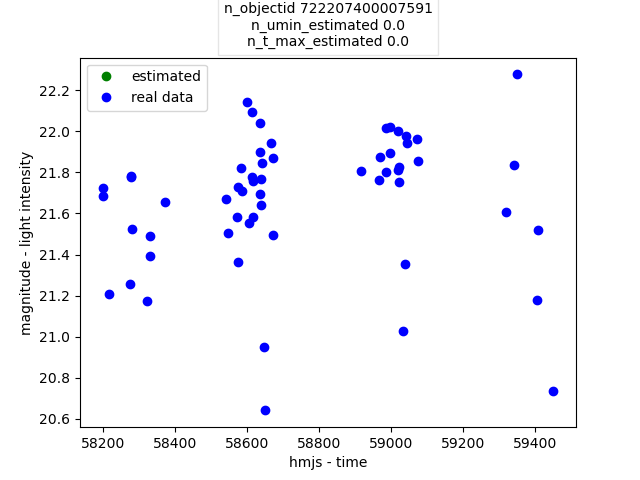 n_objectid 722207400007591
n_umin_estimated 0.0
n_t_max_estimated 0.0
estimated
real data
22.2
22.0
21.8
21.6
21.4
21.2
21.0
20.8
20.6
magnitude - light intensity
58200 58400 58600 58800 59000 59200 59400
hmjs - time